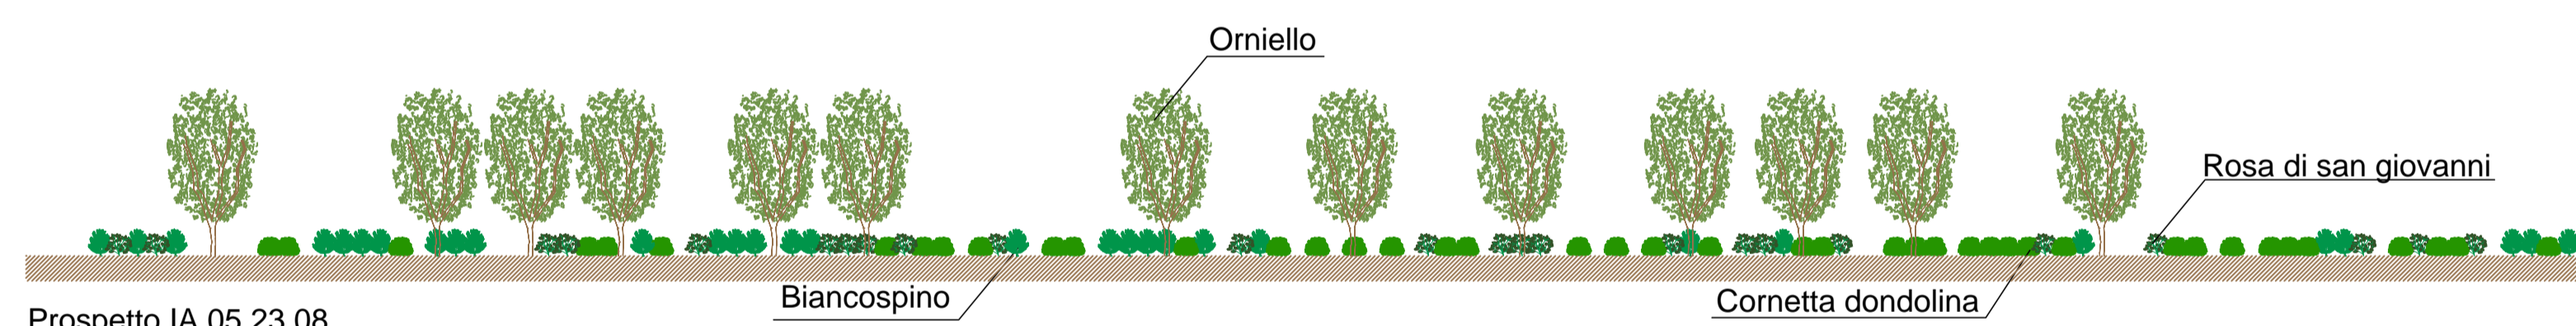 Orniello
Rosa di san giovanni
Biancospino
Cornetta dondolina
Prospetto IA.05.23.08